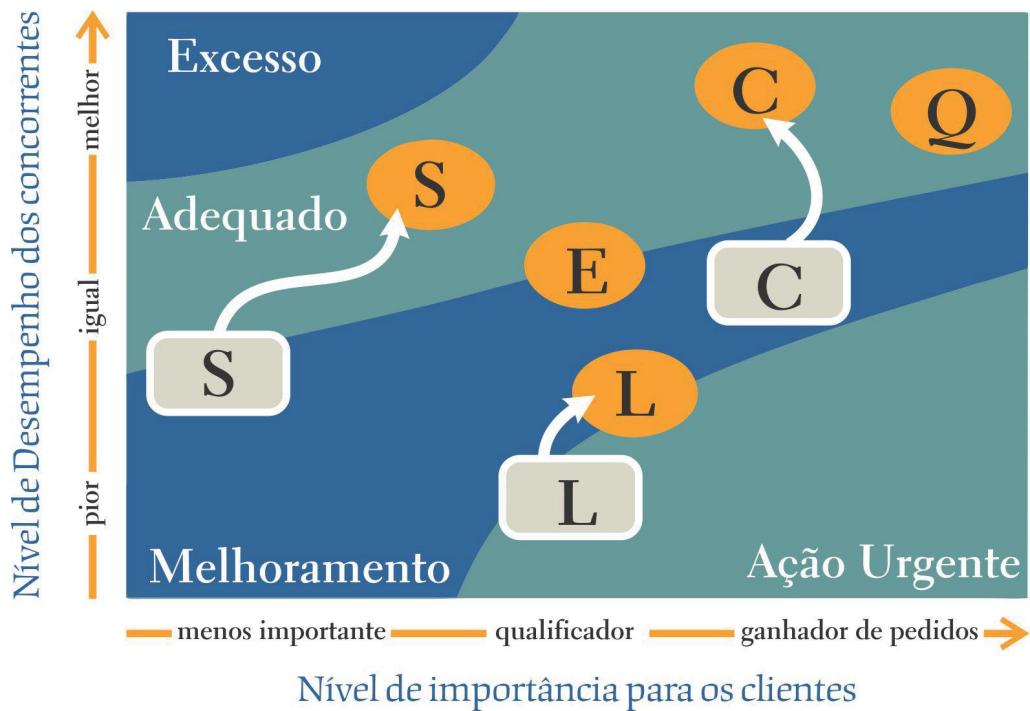 Nível de Desempenho dos concorrentes
melhor
igual
pior
Excesso
C
Q
S
Adequado
E
C
S
L
L
Melhoramento
Ação Urgente
menos importante
qualificador
ganhador de pedidos
Nível de importância para os clientes